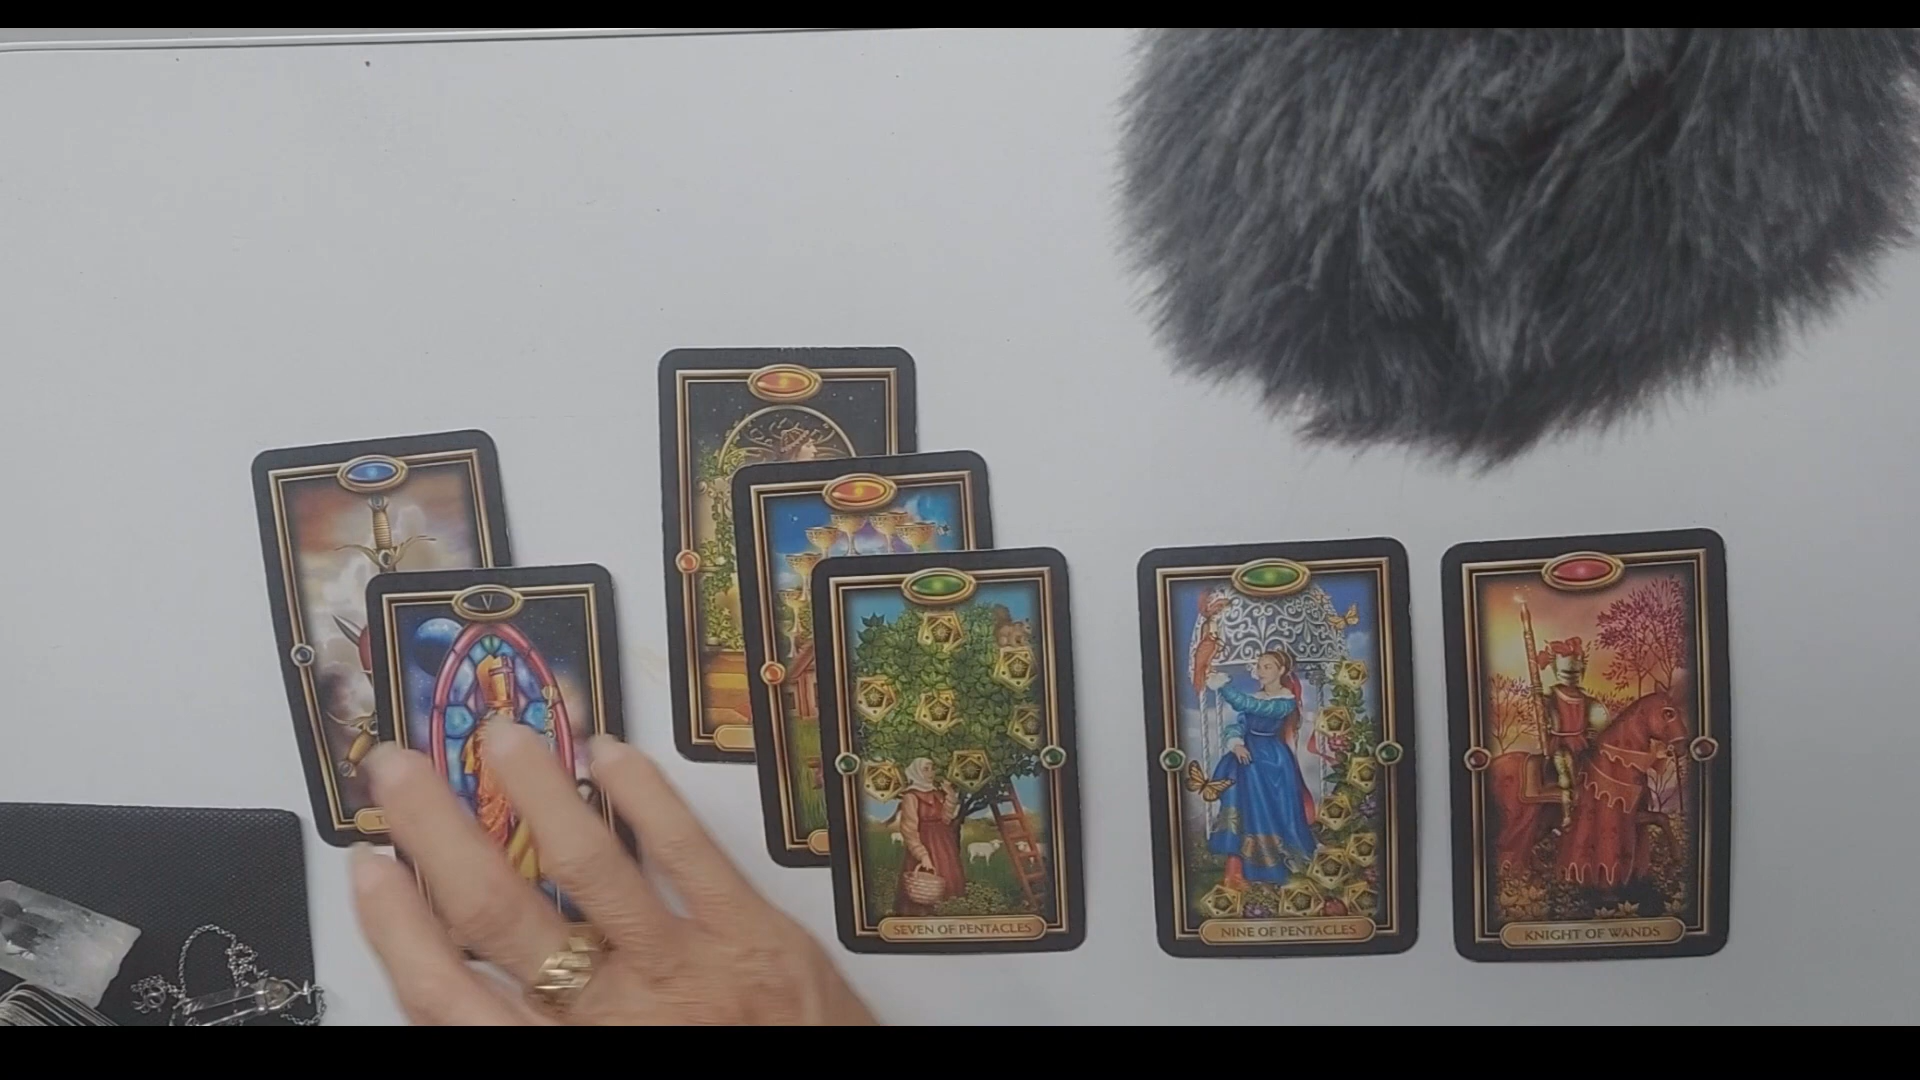 V
T
SEVEN OF PENTACLES
NINE OF PENTACLES
KNIGHT OF WANDS